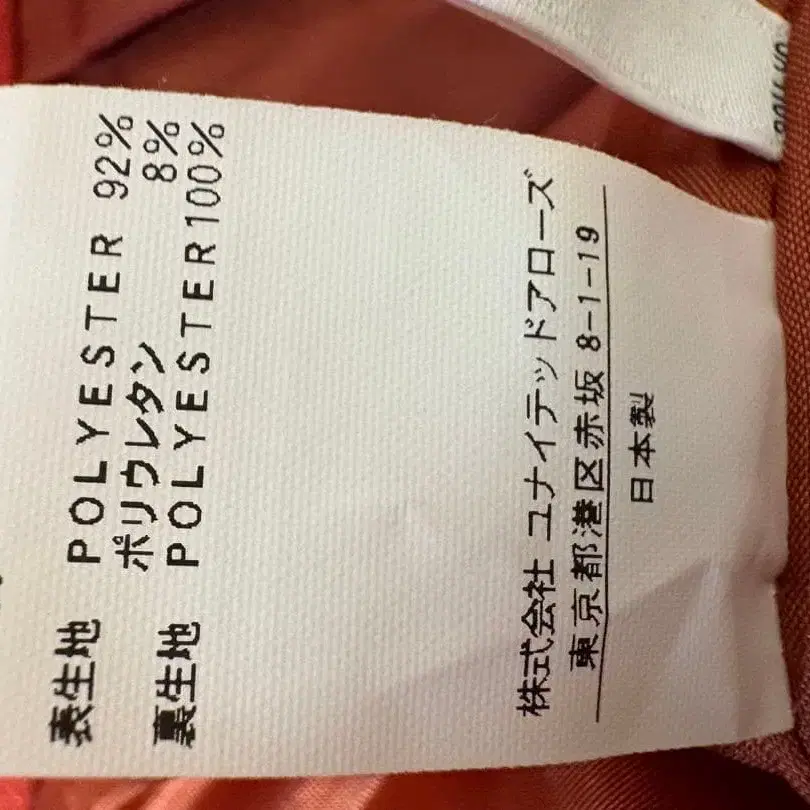 表生地 POLYESTER 92%
ポリウレタン 8%
裏生地 POLYESTER 100%
株式会社 ユナイテッドアローズ
東京都港区赤坂 8-1-19
日本製